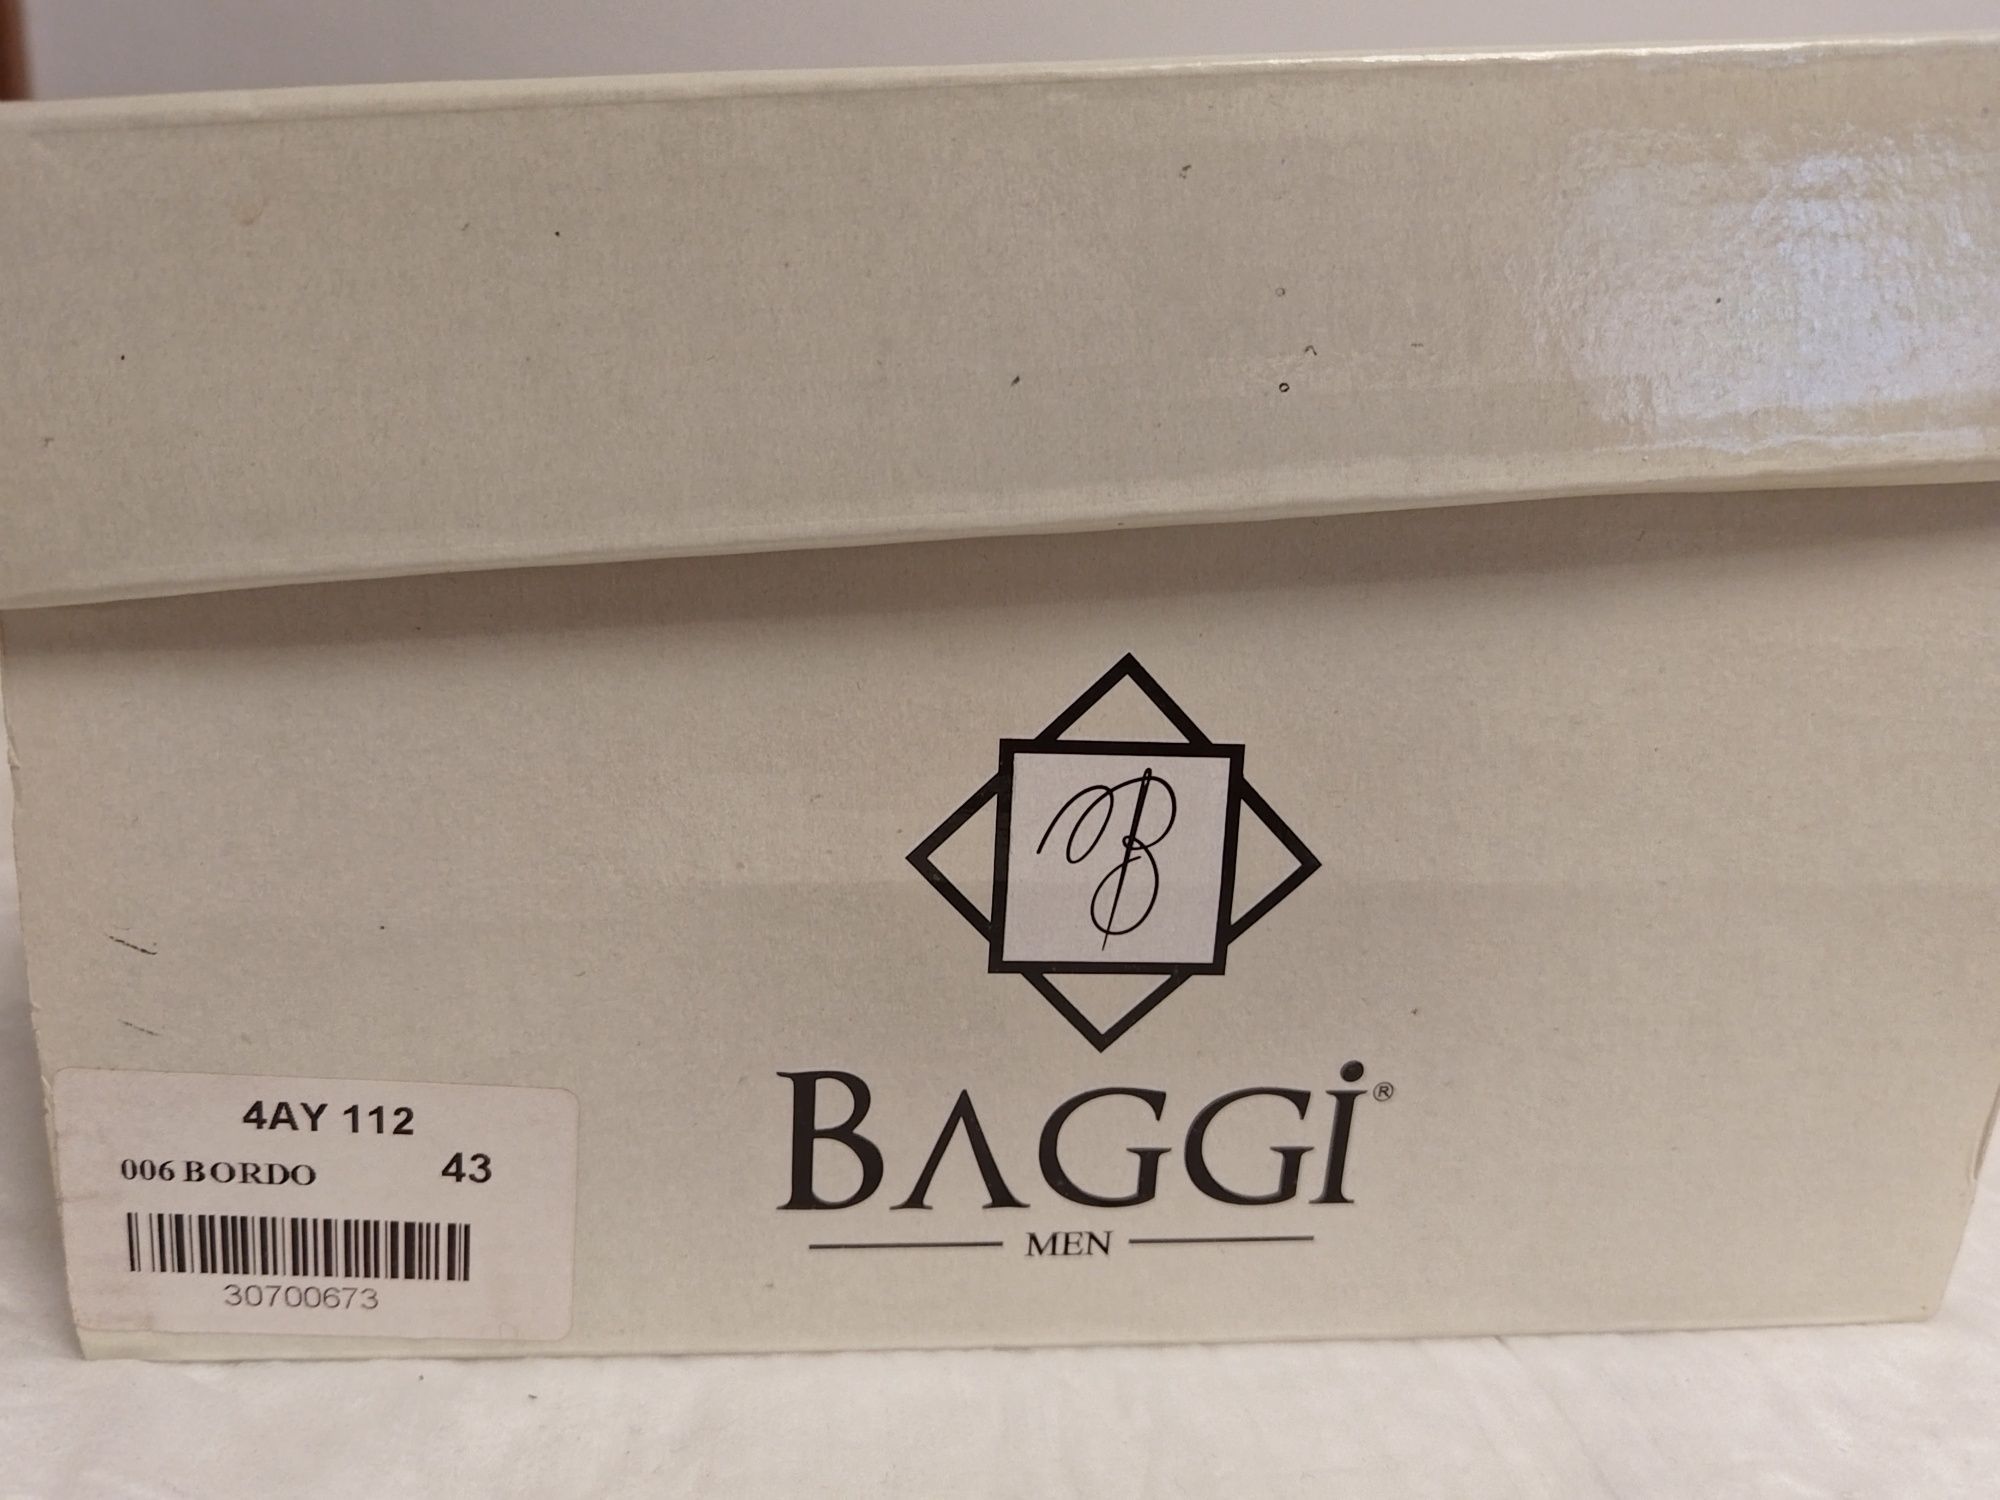 B
BAGGİ®
MEN
4AY 112
006 BORDO 43
30700673